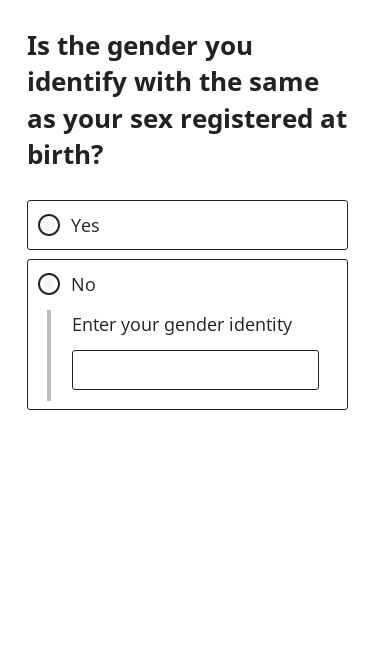 Is the gender you
identify with the same
as your sex registered at
birth?
Yes
No
Enter your gender identity